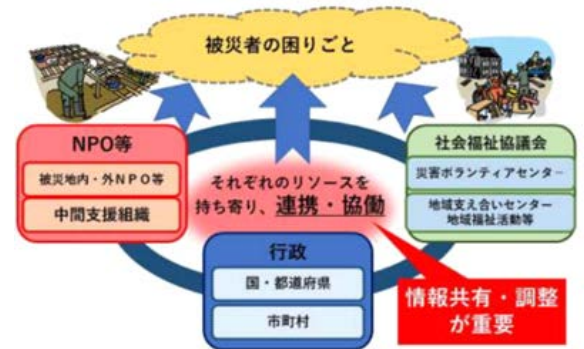 被災者の困りごと
NPO等
被災地内・外NPO等
中間支援組織
社会福祉協議会
災害ボランティアセンター
地域支え合いセンター
地域福祉活動等
それぞれのリソースを
持ち寄り、連携・協働
行政
国・都道府県
市町村
情報共有・調整
が重要